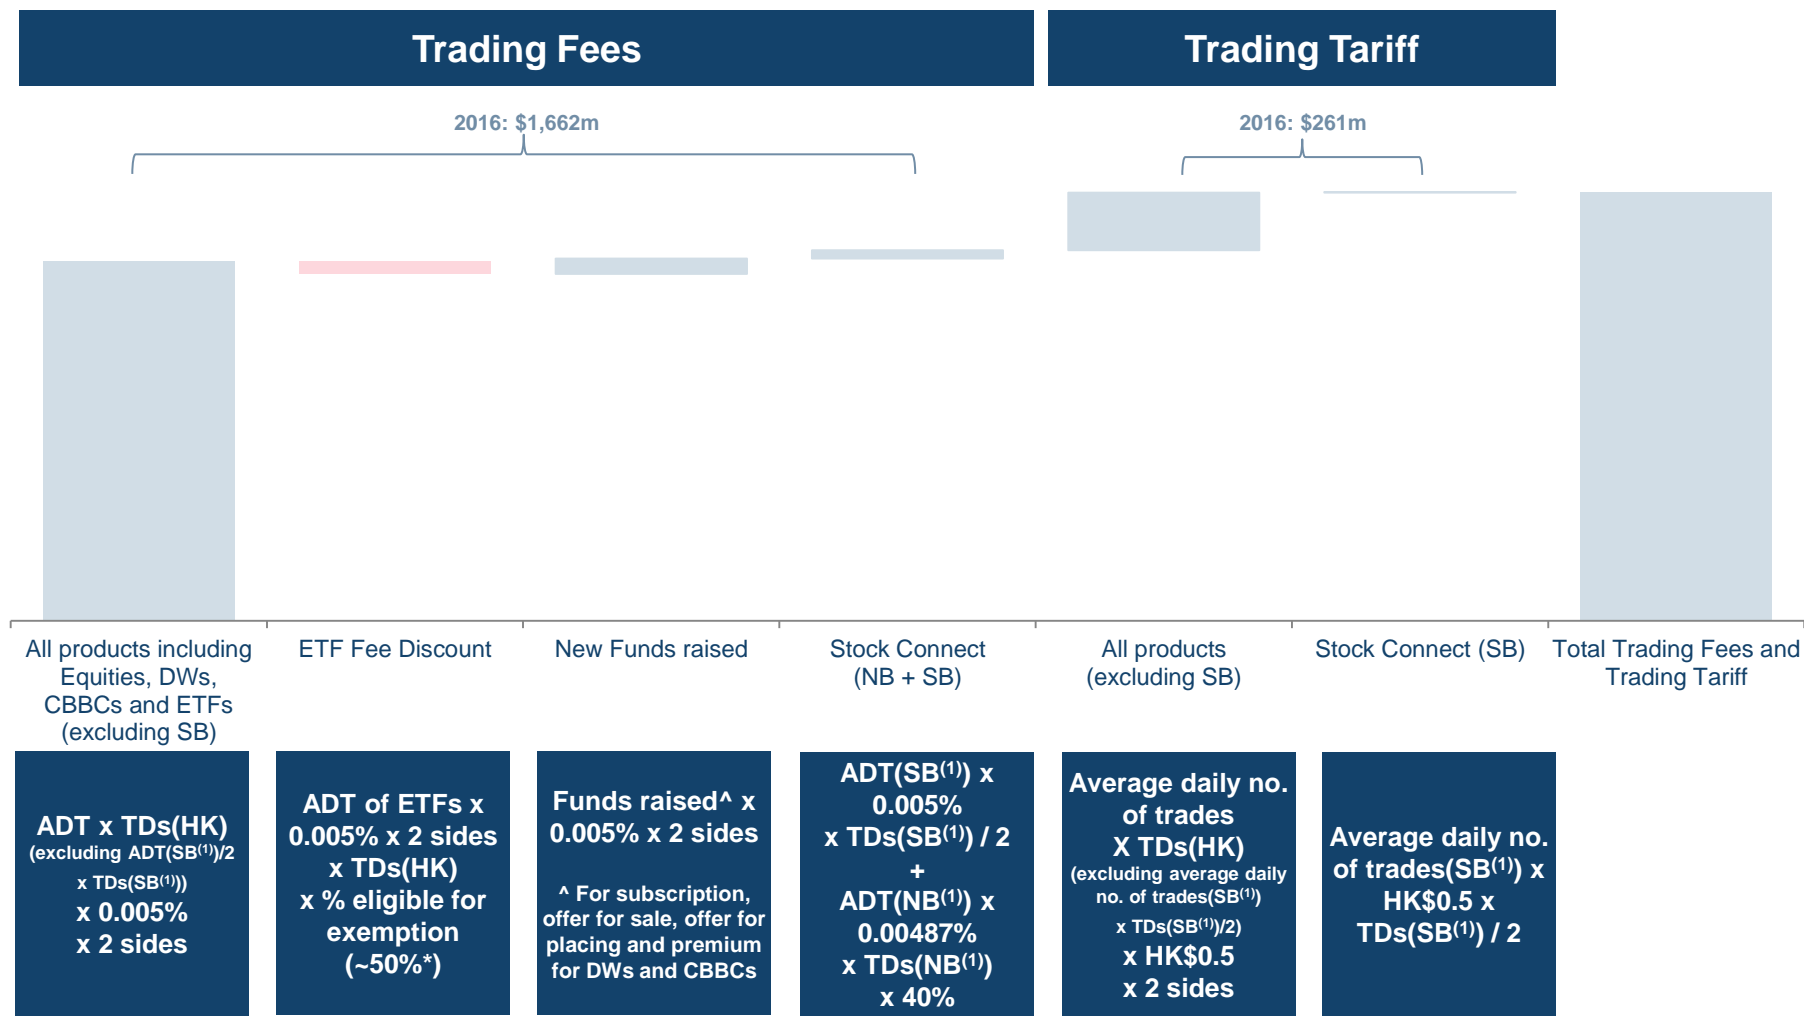 Trading Fees
Trading Tariff
2016: $1,662m
2016: $261m
All products including
Equities, DWs,
CBBCs and ETFs
(excluding SB)
ETF Fee Discount
New Funds raised
Stock Connect
(NB + SB)
All products
(excluding SB)
Stock Connect (SB)
Total Trading Fees and
Trading Tariff
ADT x TDs(HK)
(excluding ADT(SB⁽¹⁾)/2
x TDs(SB⁽¹⁾))
x 0.005%
x 2 sides
ADT of ETFs x
0.005% x 2 sides
x TDs(HK)
x % eligible for
exemption
(~50%*)
Funds raised^ x
0.005% x 2 sides
^ For subscription,
offer for sale, offer for
placing and premium
for DWs and CBBCs
ADT(SB⁽¹⁾) x
0.005%
x TDs(SB⁽¹⁾) / 2
+
ADT(NB⁽¹⁾) x
0.00487%
x TDs(NB⁽¹⁾)
x 40%
Average daily no.
of trades
X TDs(HK)
(excluding average daily
no. of trades(SB⁽¹⁾)
x TDs(SB⁽¹⁾/2)
x HK$0.5
x 2 sides
Average daily no.
of trades(SB⁽¹⁾) x
HK$0.5 x
TDs(SB⁽¹⁾) / 2